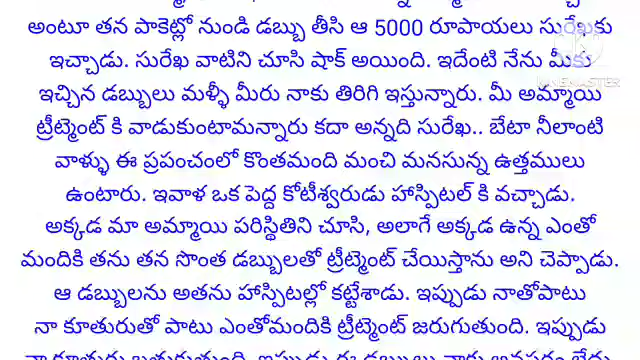 అంటూ తన పాకెట్లో నుండి డబ్బు తీసి ఆ 5000 రూపాయలు సురేఖకు
ఇచ్చాడు. సురేఖ వాటిని చూసి షాక్ అయింది. ఇదేంటి నేను మీకు
ఇచ్చిన డబ్బులు మళ్ళీ మీరు నాకు తిరిగి ఇస్తున్నారు. మీ అమ్మాయి
ట్రీట్మెంట్ కి వాడుకుంటామన్నారు కదా అన్నది సురేఖ.. బేటా నీలాంటి
వాళ్ళు ఈ ప్రపంచంలో కొంతమంది మంచి మనసున్న ఉత్తములు
ఉంటారు. ఇవాళ ఒక పెద్ద కోటీశ్వరుడు హాస్పిటల్ కి వచ్చాడు.
అక్కడ మా అమ్మాయి పరిస్థితిని చూసి, అలాగే అక్కడ ఉన్న ఎంతో
మందికి తను తన సొంత డబ్బులతో ట్రీట్మెంట్ చేయిస్తాను అని చెప్పాడు.
ఆ డబ్బులను అతను హాస్పిటల్లో కట్టేశాడు. ఇప్పుడు నాతోపాటు
నా కూతురుతో పాటు ఎంతోమందికి ట్రీట్మెంట్ జరుగుతుంది. ఇప్పుడు